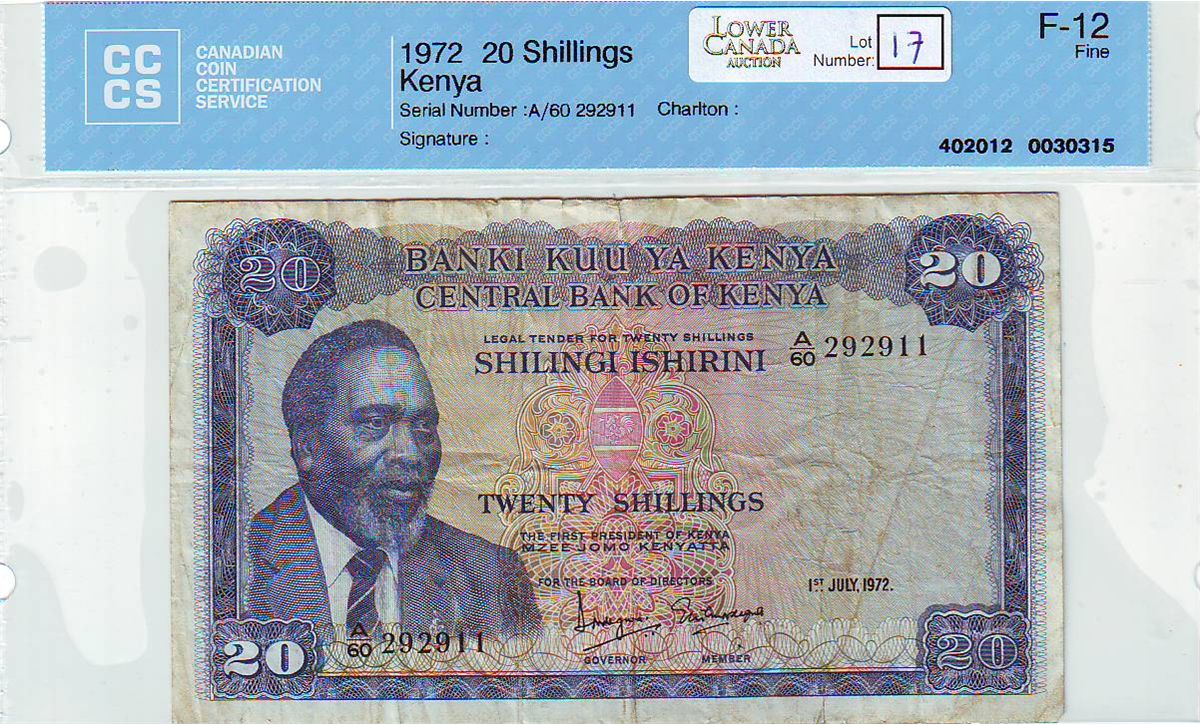 CC
CS
CANADIAN
COIN
CERTIFICATION
SERVICE
1972 20 Shillings
Kenya
Serial Number :A/60 292911 Charlton :
Signature :
LOWER
CANADA
AUCTION
Lot
Number:
17
F-12
Fine
402012 0030315
20
BANKI KUU YA KENYA
20
CENTRAL BANK OF KENYA
LEGAL TENDER FOR TWENTY SHILLINGS
SHILINGI ISHIRINI
A/60 292911
TWENTY SHILLINGS
THE FIRST PRESIDENT OF KENYA
MZEE JOMO KENYATTA
FOR THE BOARD OF DIRECTORS
1ST JULY, 1972.
A/60 292911
GOVERNOR MEMBER
20
20